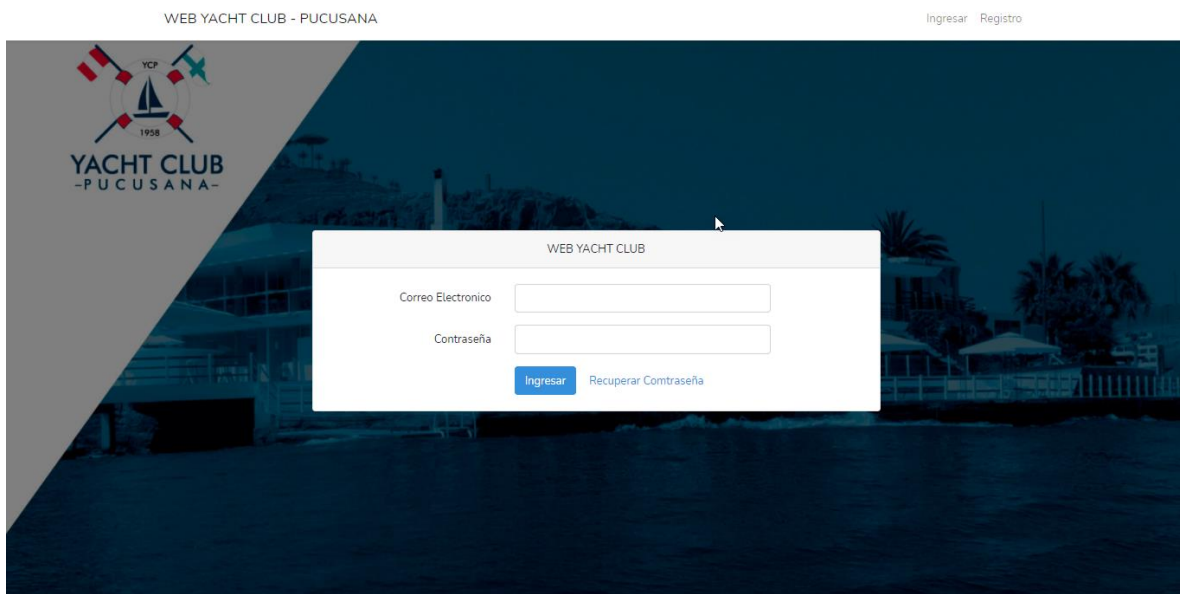 WEB YACHT CLUB - PUCUSANA
Ingresar Registro
YCP
1958
YACHT CLUB
-PUCUSANA-
WEB YACHT CLUB
Correo Electronico
Contraseña
Ingresar Recuperar Comtraseña